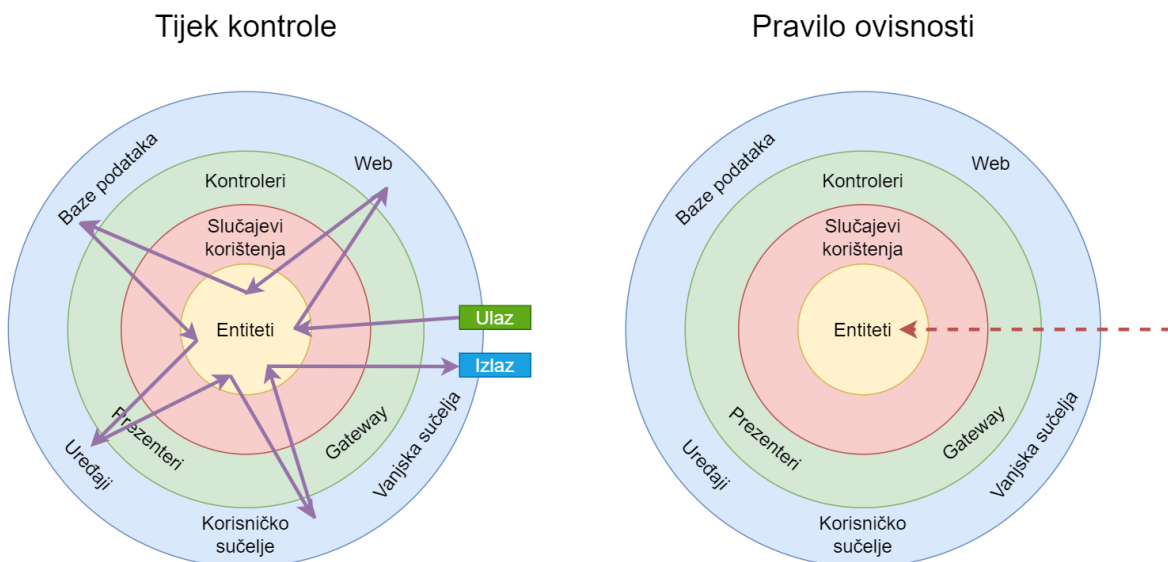 Tijek kontrole
Baze podataka
Web
Kontroleri
Slučajevi
korištenja
Entiteti
Ulaz
Izlaz
Prezenteri
Gateway
Uređaji
Vanjska sučelja
Korisničko
sučelje
Pravilo ovisnosti
Baze podataka
Web
Kontroleri
Slučajevi
korištenja
Entiteti
Prezenteri
Gateway
Uređaji
Vanjska sučelja
Korisničko
sučelje